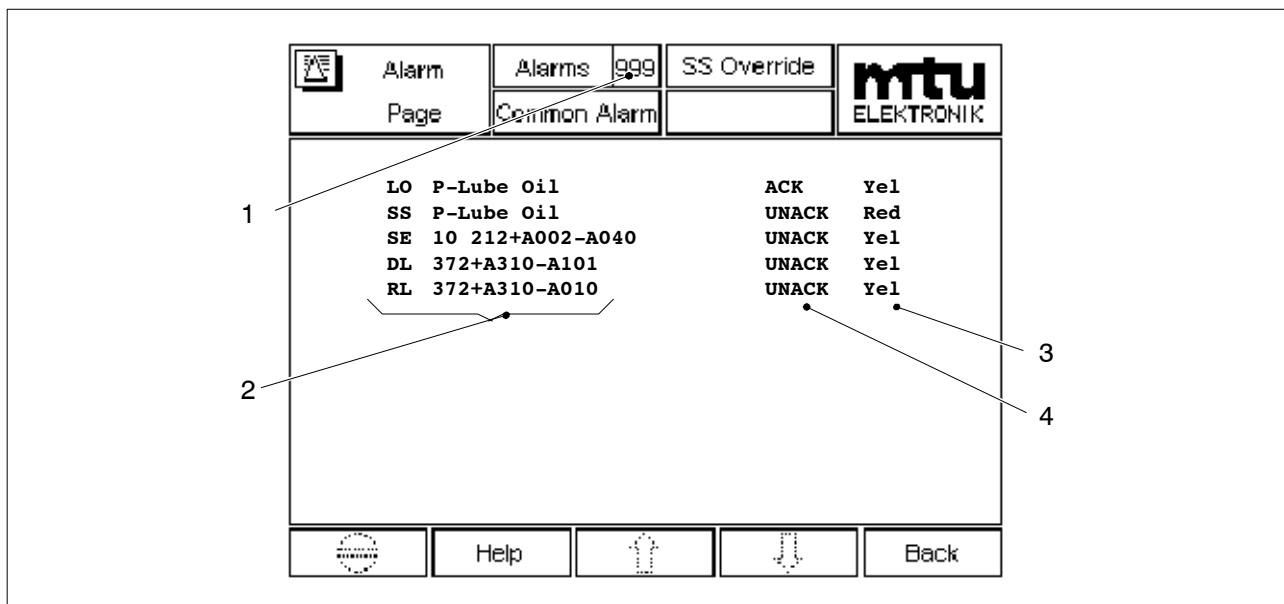 Alarm Page
Alarms 999
Common Alarm
SS Override
mtu
ELEKTRONIK
LO P-Lube Oil ACK Yel
SS P-Lube Oil UNACK Red
SE 10 212+A002-A040 UNACK Yel
DL 372+A310-A101 UNACK Yel
RL 372+A310-A010 UNACK Yel
1
2
3
4
Help
Back